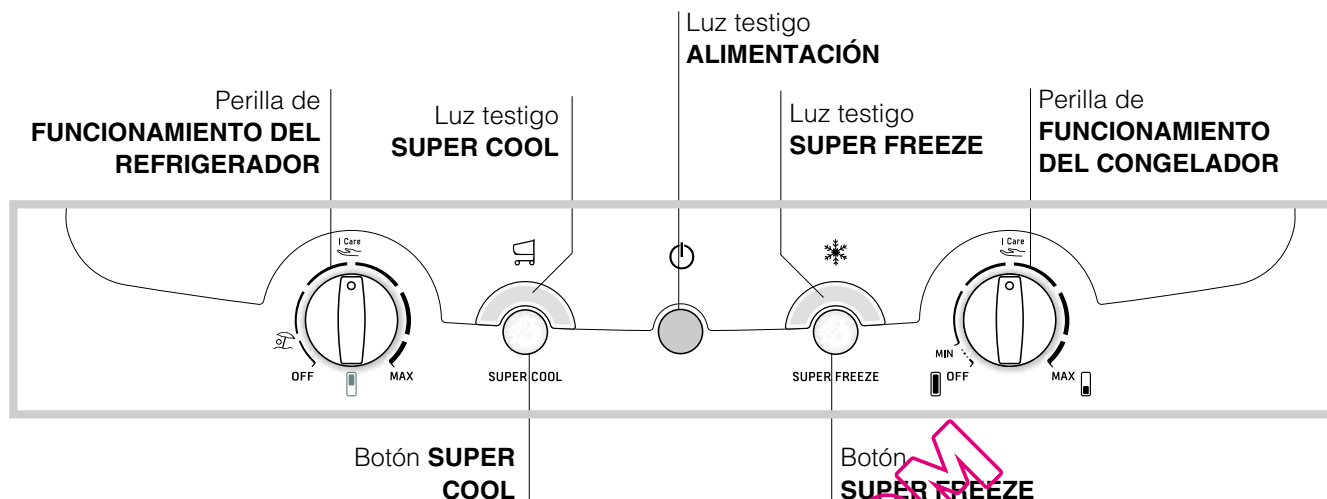 Luz testigo
ALIMENTACIÓN
Perilla de
FUNCIONAMIENTO DEL
REFRIGERADOR
Luz testigo
SUPER COOL
Luz testigo
SUPER FREEZE
Perilla de
FUNCIONAMIENTO
DEL CONGELADOR
I Care
I Care
OFF
MAX
SUPER COOL
SUPER FREEZE
MIN
OFF
MAX
Botón SUPER
COOL
Botón
SUPER FREEZE